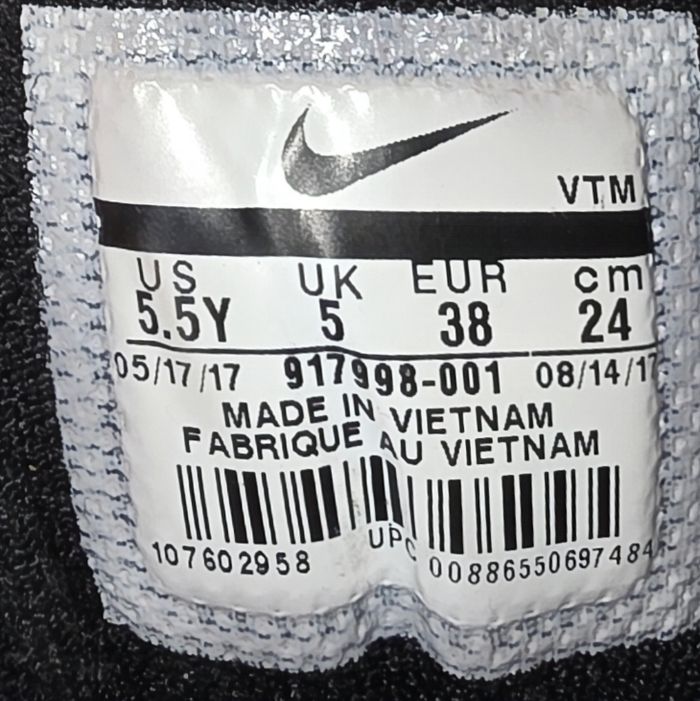 VTM
US UK EUR cm
5.5Y 5 38 24
05/17/17 917998-001 08/14/17
MADE IN VIETNAM
FABRIQUE AU VIETNAM
107602958 UPC 00886550697484